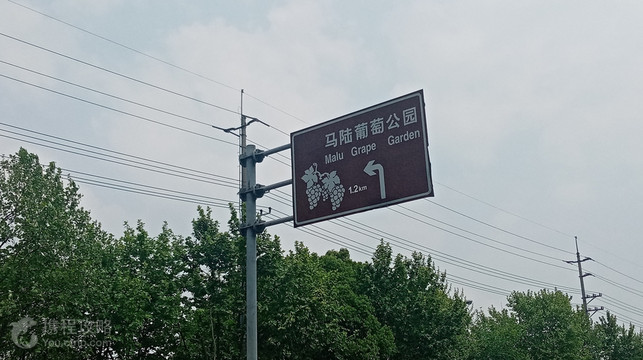 马陆葡萄公园
Malu Grape Garden
1.2km
携程攻略
You.ctrip.com